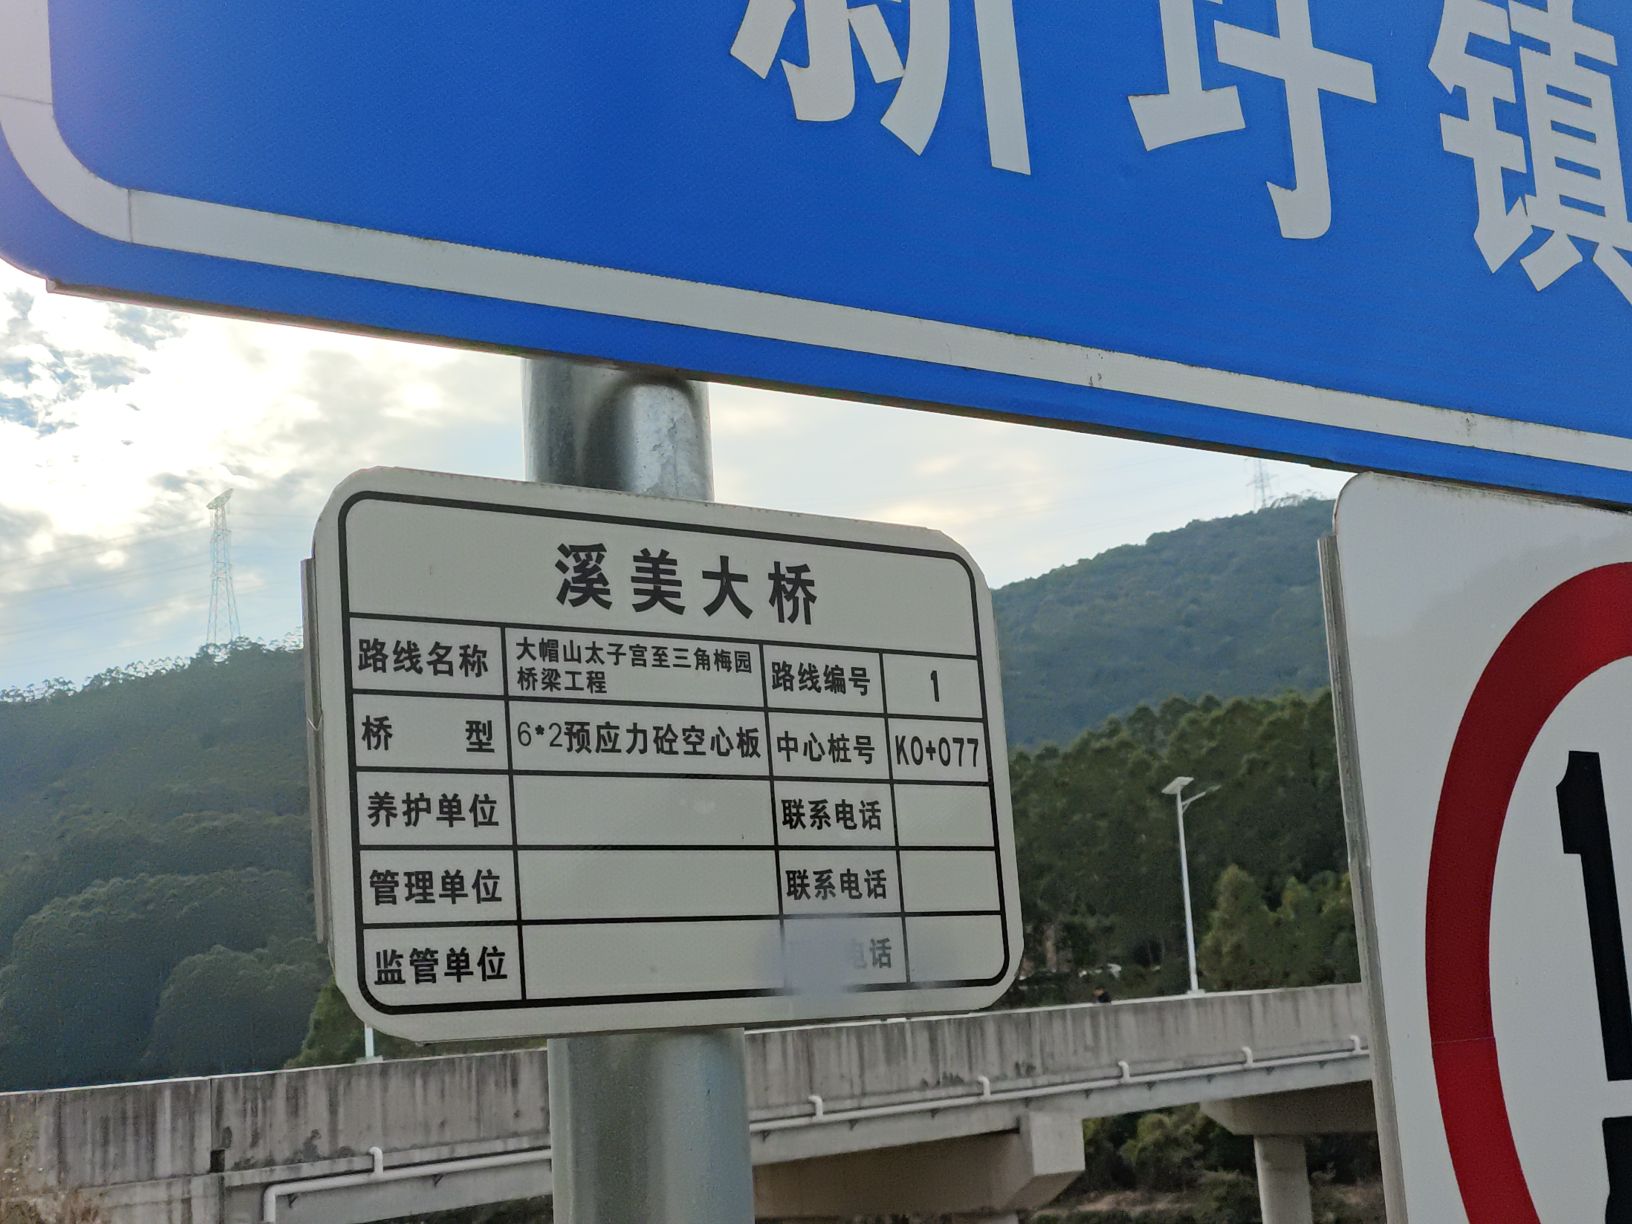 新圩镇
溪美大桥
路线名称
大帽山太子宫至三角梅园
桥梁工程
路线编号
1
桥 型
6*2预应力砼空心板
中心桩号
K0+077
养护单位
联系电话
管理单位
联系电话
监管单位
电话